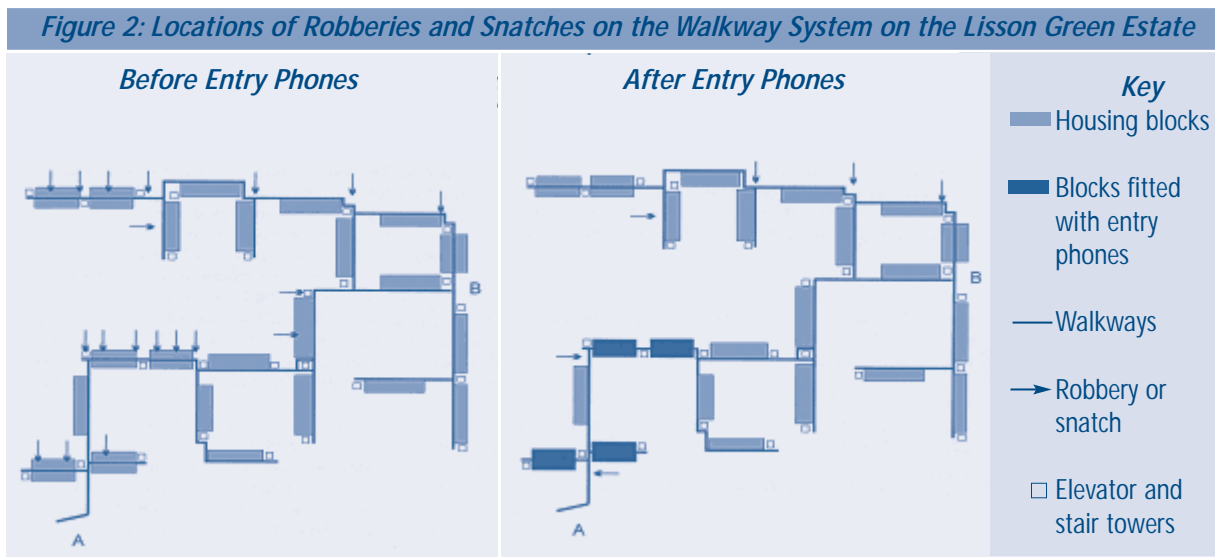 Figure 2: Locations of Robberies and Snatches on the Walkway System on the Lisson Green Estate
Before Entry Phones
A
B
After Entry Phones
A
B
Key
Housing blocks
Blocks fitted
with entry
phones
Walkways
Robbery or
snatch
Elevator and
stair towers